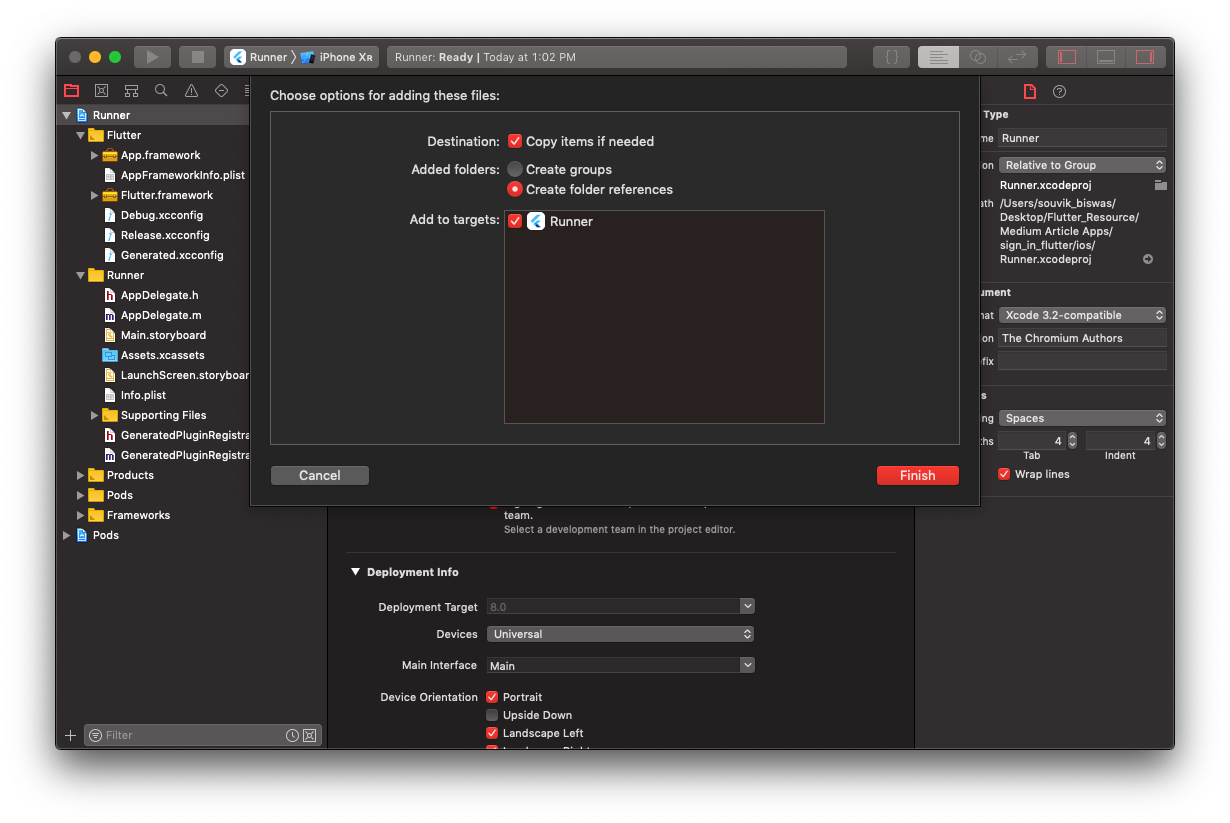 Runner
iPhone XR
Runner: Ready | Today at 1:02 PM
Choose options for adding these files:
Destination:
Copy items if needed
Added folders:
Create groups
Create folder references
Add to targets:
Runner
Cancel
Finish
Runner
Flutter
App.framework
AppFrameworkInfo.plist
Flutter.framework
Debug.xcconfig
Release.xcconfig
Generated.xcconfig
Runner
AppDelegate.h
AppDelegate.m
Main.storyboard
Assets.xcassets
LaunchScreen.storyboar
Info.plist
Supporting Files
GeneratedPluginRegistra
GeneratedPluginRegistra
Products
Pods
Frameworks
Pods
Filter
team.
Select a development team in the project editor.
Deployment Info
Deployment Target
8.0
Devices
Universal
Main Interface
Main
Device Orientation
Portrait
Upside Down
Landscape Left
Type
me
Runner
on
Relative to Group
Runner.xcodeproj
ath
/Users/souvik_biswas/
Desktop/Flutter_Resource/
Medium Article Apps/
sign_in_flutter/ios/
Runner.xcodeproj
ument
mat
Xcode 3.2-compatible
on
The Chromium Authors
fix
s
ng
Spaces
ths
4
4
Tab
Indent
Wrap lines